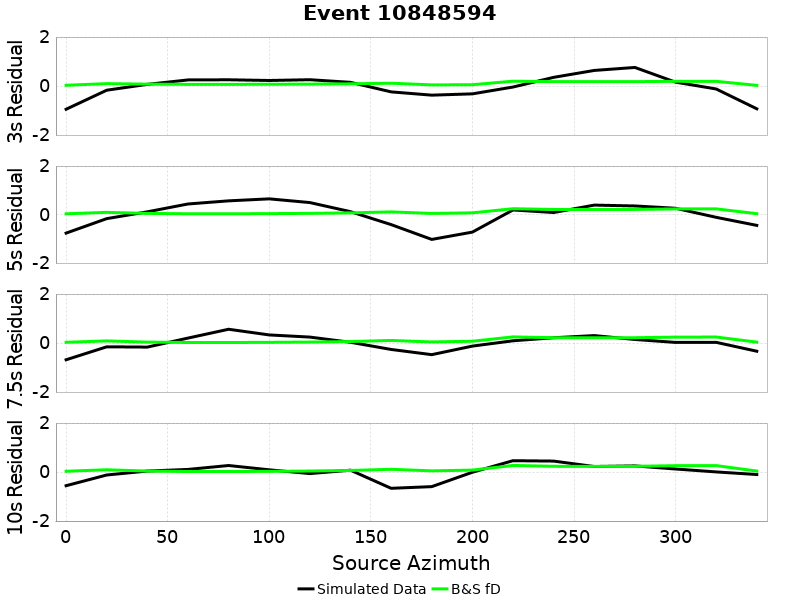 Event 10848594
3s Residual
2
0
-2
5s Residual
2
0
-2
7.5s Residual
2
0
-2
10s Residual
2
0
-2
0 50 100 150 200 250 300
Source Azimuth
Simulated Data B&S fD